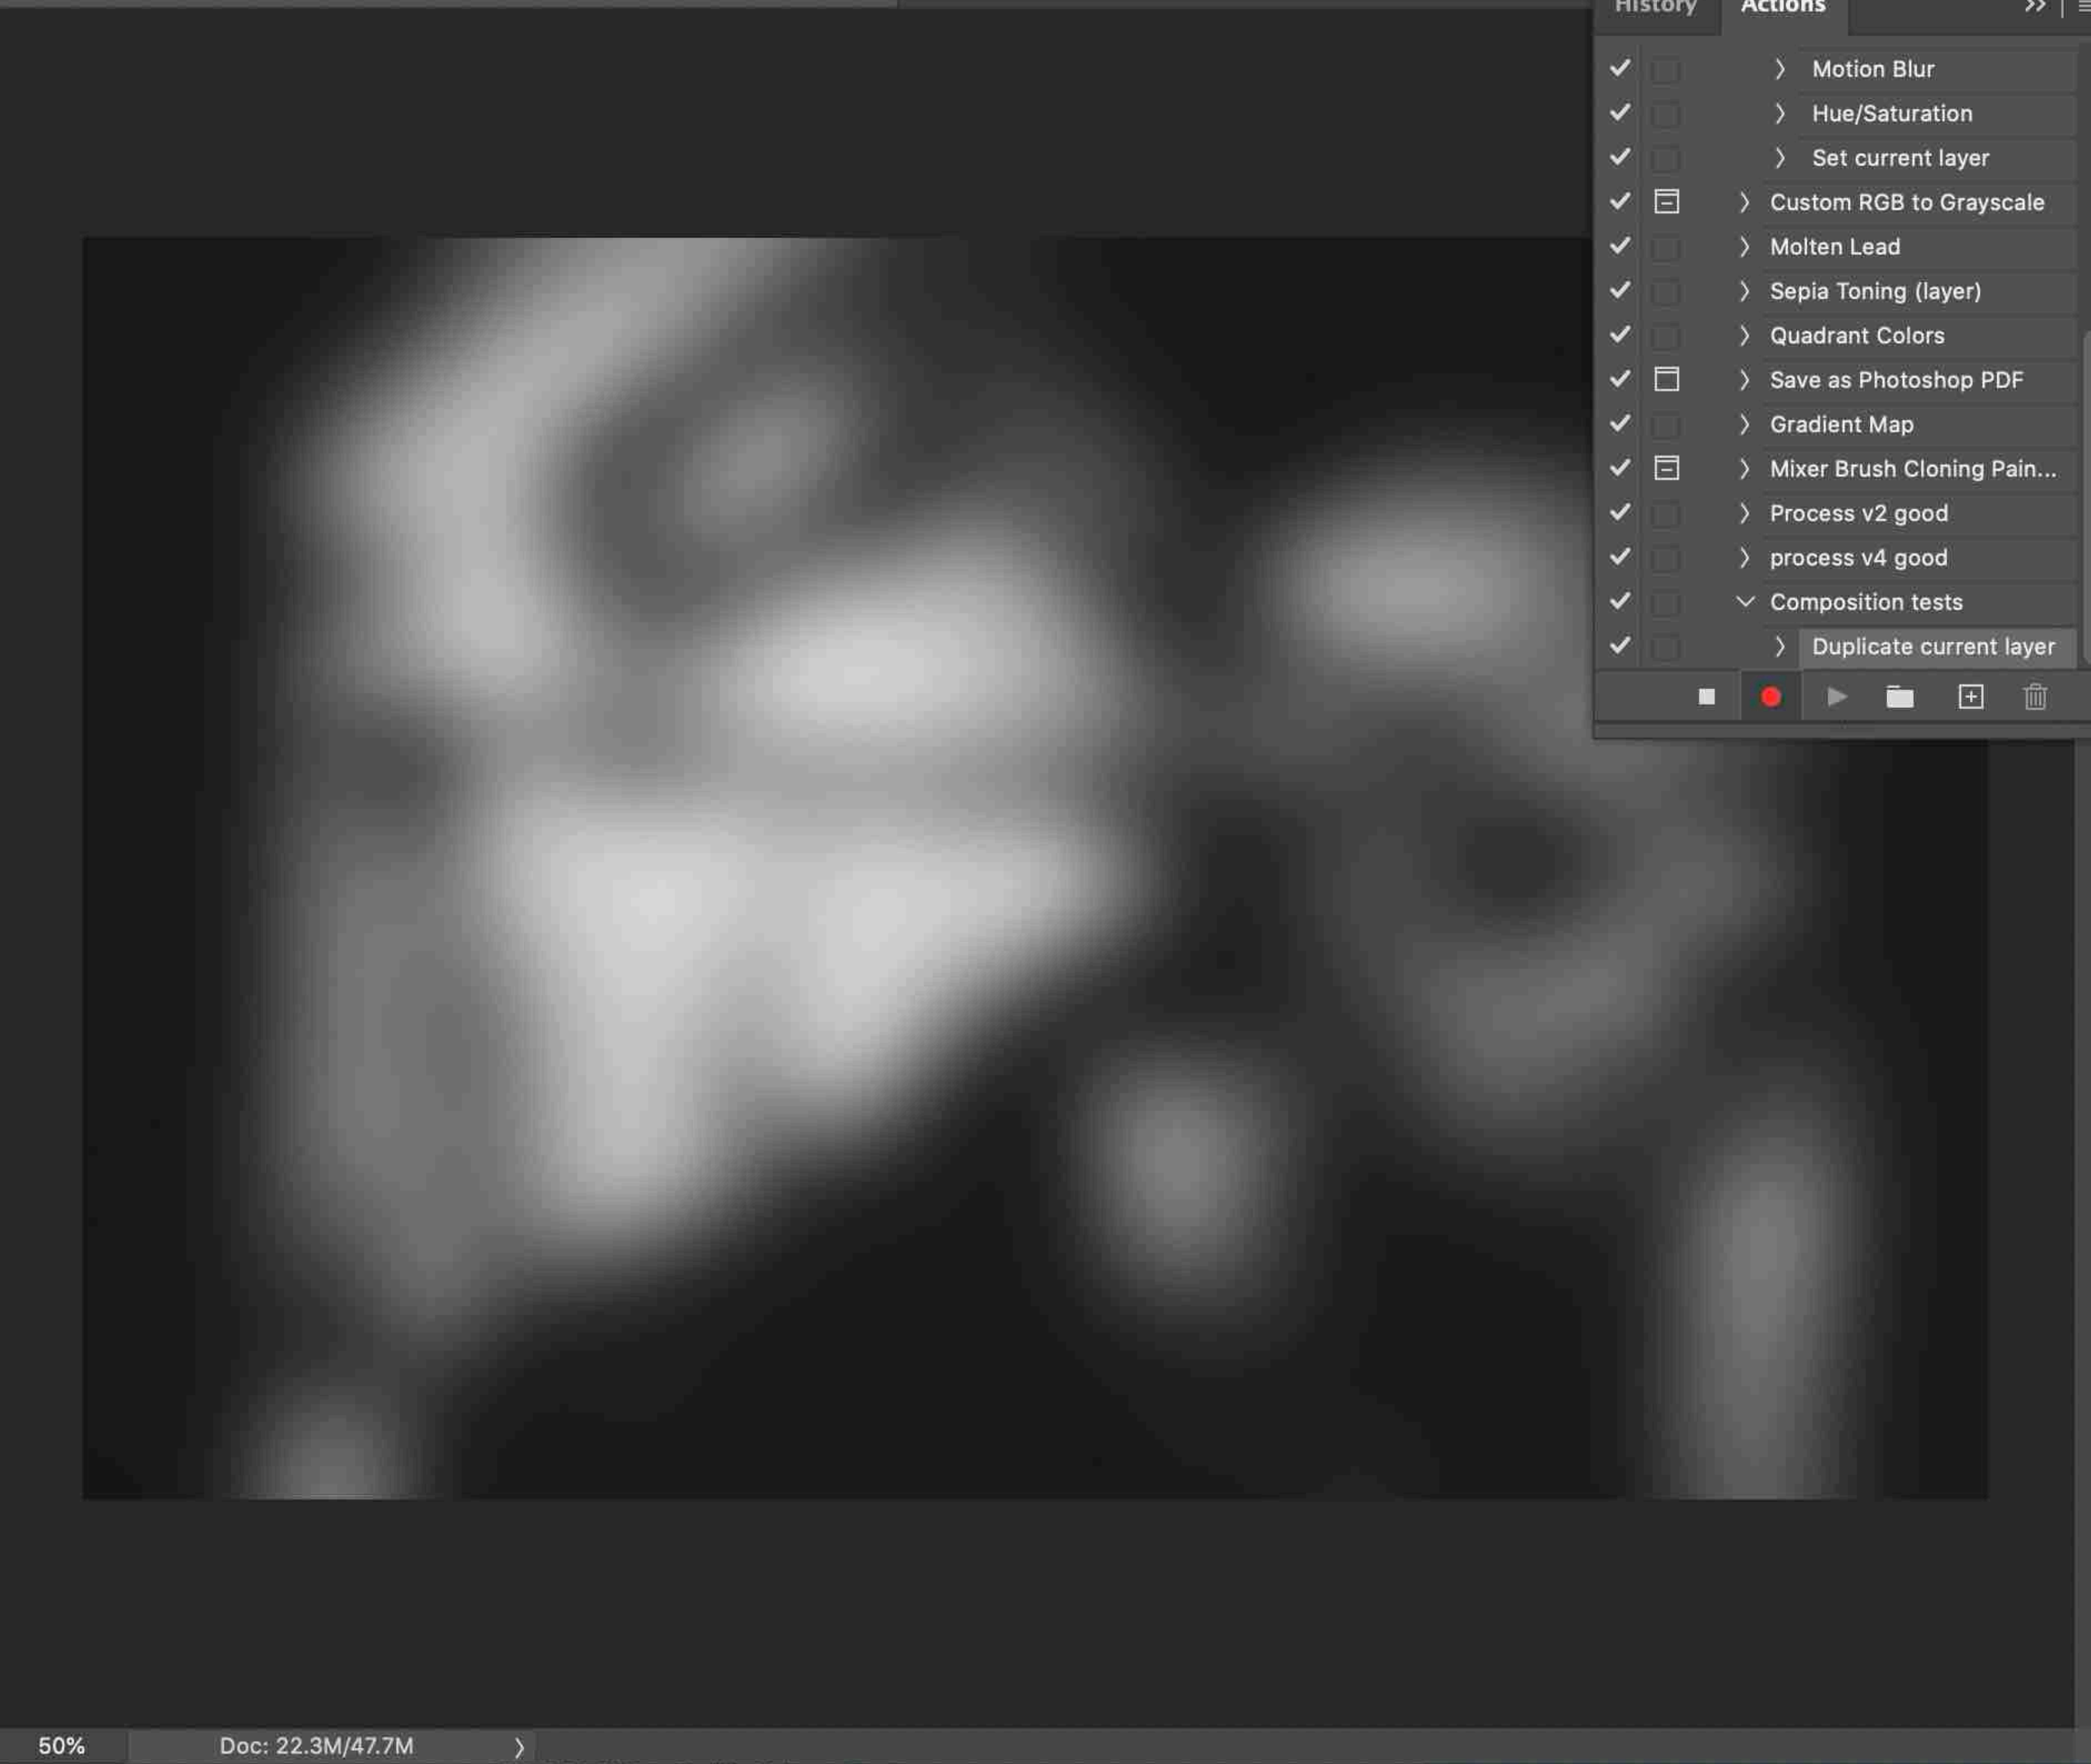 History Actions
Motion Blur
Hue/Saturation
Set current layer
Custom RGB to Grayscale
Molten Lead
Sepia Toning (layer)
Quadrant Colors
Save as Photoshop PDF
Gradient Map
Mixer Brush Cloning Pain...
Process v2 good
process v4 good
Composition tests
Duplicate current layer
50% Doc: 22.3M/47.7M